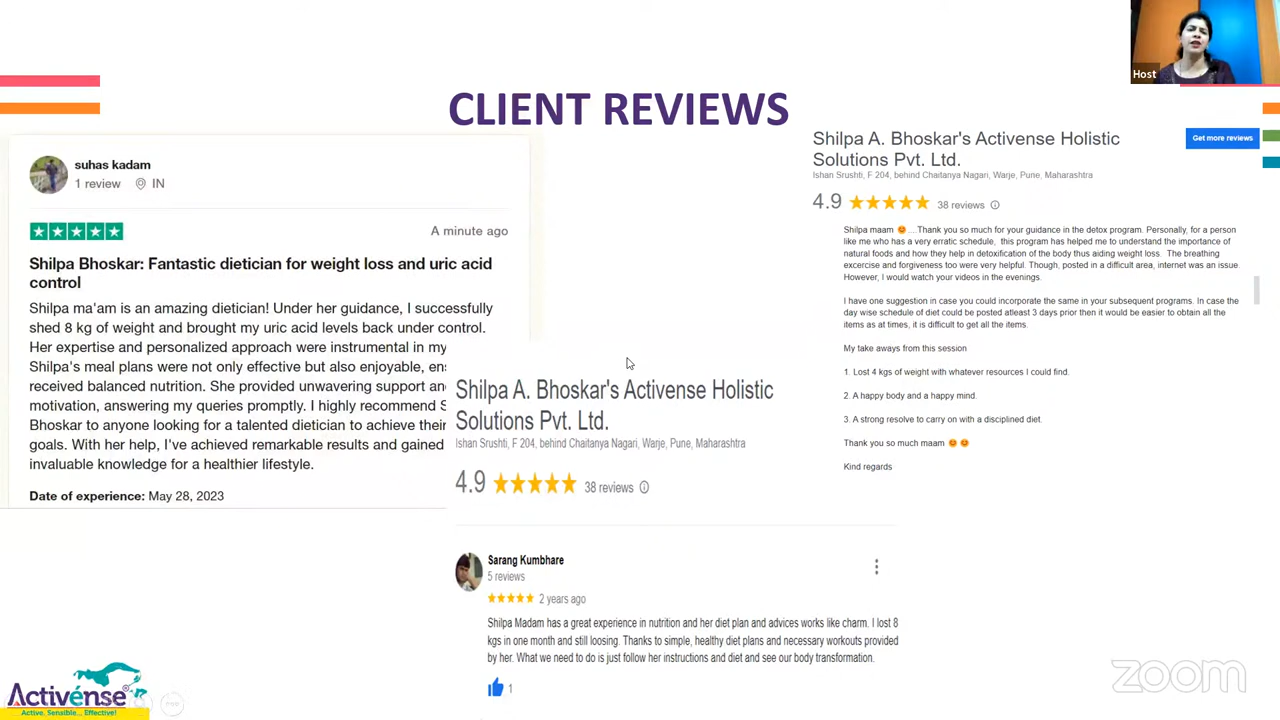 Host
CLIENT REVIEWS
suhas kadam
1 review IN
A minute ago
Shilpa Bhoskar: Fantastic dietician for weight loss and uric acid
control
Shilpa ma'am is an amazing dietician! Under her guidance, I successfully
shed 8 kg of weight and brought my uric acid levels back under control.
Her expertise and personalized approach were instrumental in my
Shilpa's meal plans were not only effective but also enjoyable, ens
received balanced nutrition. She provided unwavering support and
motivation, answering my queries promptly. I highly recommend S
Bhoskar to anyone looking for a talented dietician to achieve their
goals. With her help, I've achieved remarkable results and gained
invaluable knowledge for a healthier lifestyle.
Date of experience: May 28, 2023
Shilpa A. Bhoskar's Activense Holistic
Solutions Pvt. Ltd.
Ishan Srushti, F 204, behind Chaitanya Nagari, Warje, Pune, Maharashtra
4.9 38 reviews
Sarang Kumbhare
5 reviews
2 years ago
Shilpa Madam has a great experience in nutrition and her diet plan and advices works like charm. I lost 8
kgs in one month and still loosing. Thanks to simple, healthy diet plans and necessary workouts provided
by her. What we need to do is just follow her instructions and diet and see our body transformation.
1
Shilpa A. Bhoskar's Activense Holistic
Solutions Pvt. Ltd.
Get more reviews
Ishan Srushti, F 204, behind Chaitanya Nagari, Warje, Pune, Maharashtra
4.9 38 reviews
Shilpa maam 😊....Thank you so much for your guidance in the detox program. Personally, for a person
like me who has a very erratic schedule, this program has helped me to understand the importance of
natural foods and how they help in detoxification of the body thus aiding weight loss. The breathing
excercise and forgiveness too were very helpful. Though, posted in a difficult area, internet was an issue.
However, I would watch your videos in the evenings.
I have one suggestion in case you could incorporate the same in your subsequent programs. In case the
day wise schedule of diet could be posted atleast 3 days prior then it would be easier to obtain all the
items as at times, it is difficult to get all the items.
My take aways from this session
1. Lost 4 kgs of weight with whatever resources I could find.
2. A happy body and a happy mind.
3. A strong resolve to carry on with a disciplined diet.
Thank you so much maam 😊😊
Kind regards
Activénse
Active, Sensible... Effective!
zoom